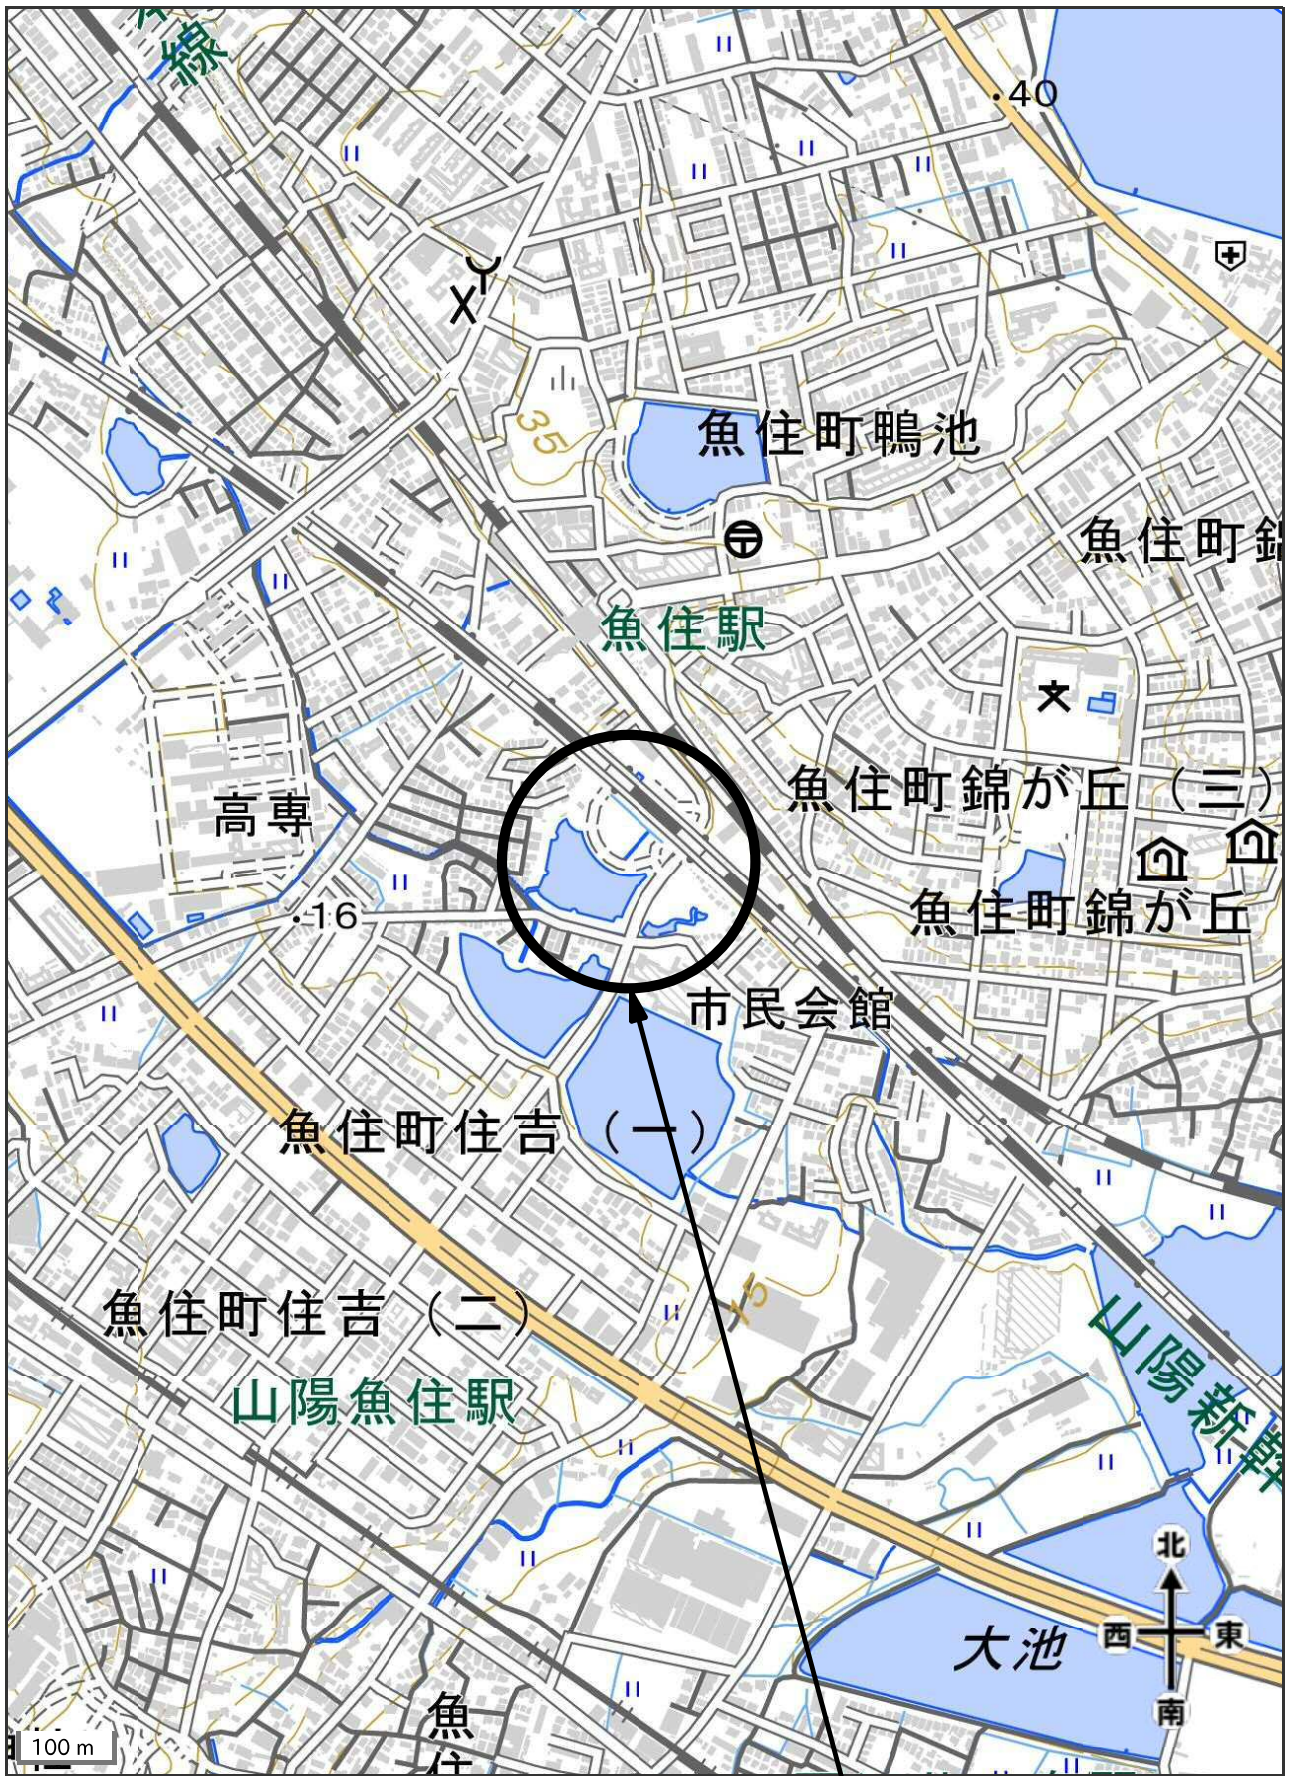 線
40
35
魚住町鴨池
魚住町錦
魚住駅
魚住町錦が丘(三)
高専
16
魚住町錦が丘
市民会館
魚住町住吉(一)
15
魚住町住吉(二)
山陽新幹
山陽魚住駅
北
西
東
大池
南
魚住
100 m